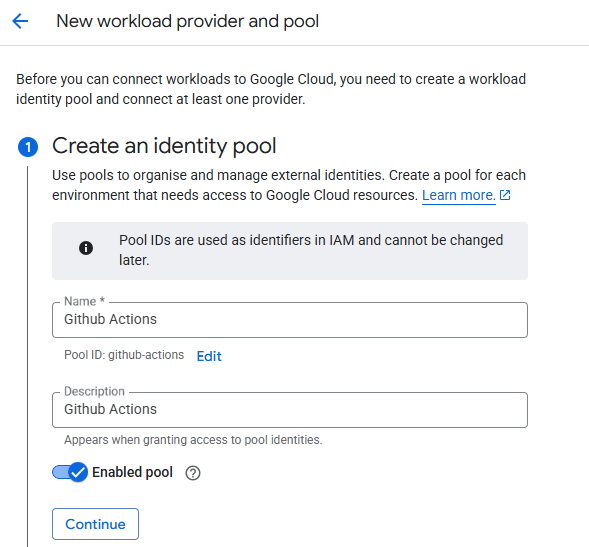 New workload provider and pool
Before you can connect workloads to Google Cloud, you need to create a workload
identity pool and connect at least one provider.
1 Create an identity pool
Use pools to organise and manage external identities. Create a pool for each
environment that needs access to Google Cloud resources. Learn more.
Pool IDs are used as identifiers in IAM and cannot be changed
later.
Name *
Github Actions
Pool ID: github-actions Edit
Description
Github Actions
Appears when granting access to pool identities.
Enabled pool
Continue